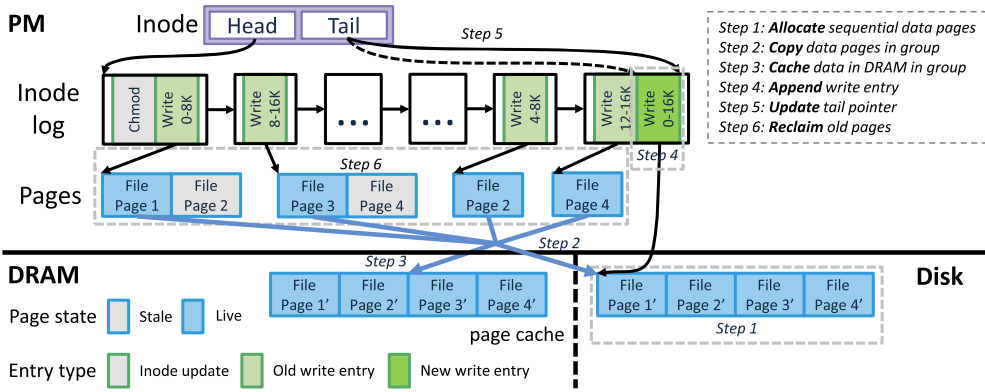 PM
Inode
Head
Tail
Step 5
Step 1: Allocate sequential data pages
Step 2: Copy data pages in group
Step 3: Cache data in DRAM in group
Step 4: Append write entry
Step 5: Update tail pointer
Step 6: Reclaim old pages
Inode
log
Chmod
Write
0-8K
Write
8-16K
...
...
Write
4-8K
Write
12-16K
Write
0-16K
Step 4
Step 6
Pages
File
Page 1
File
Page 2
File
Page 3
File
Page 4
File
Page 2
File
Page 4
Step 2
Step 3
DRAM
Disk
File
Page 1’
File
Page 2’
File
Page 3’
File
Page 4’
File
Page 1’
File
Page 2’
File
Page 3’
File
Page 4’
Step 1
page cache
Page state
Stale
Live
Entry type
Inode update
Old write entry
New write entry